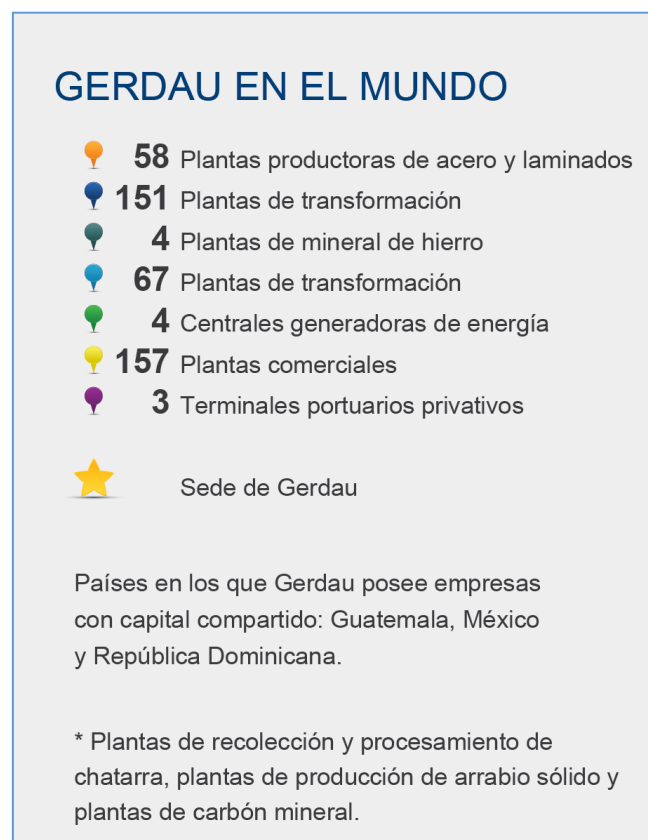 GERDAU EN EL MUNDO
58 Plantas productoras de acero y laminados
151 Plantas de transformación
4 Plantas de mineral de hierro
67 Plantas de transformación
4 Centrales generadoras de energía
157 Plantas comerciales
3 Terminales portuarios privativos
Sede de Gerdau
Países en los que Gerdau posee empresas
con capital compartido: Guatemala, México
y República Dominicana.
* Plantas de recolección y procesamiento de
chatarra, plantas de producción de arrabio sólido y
plantas de carbón mineral.